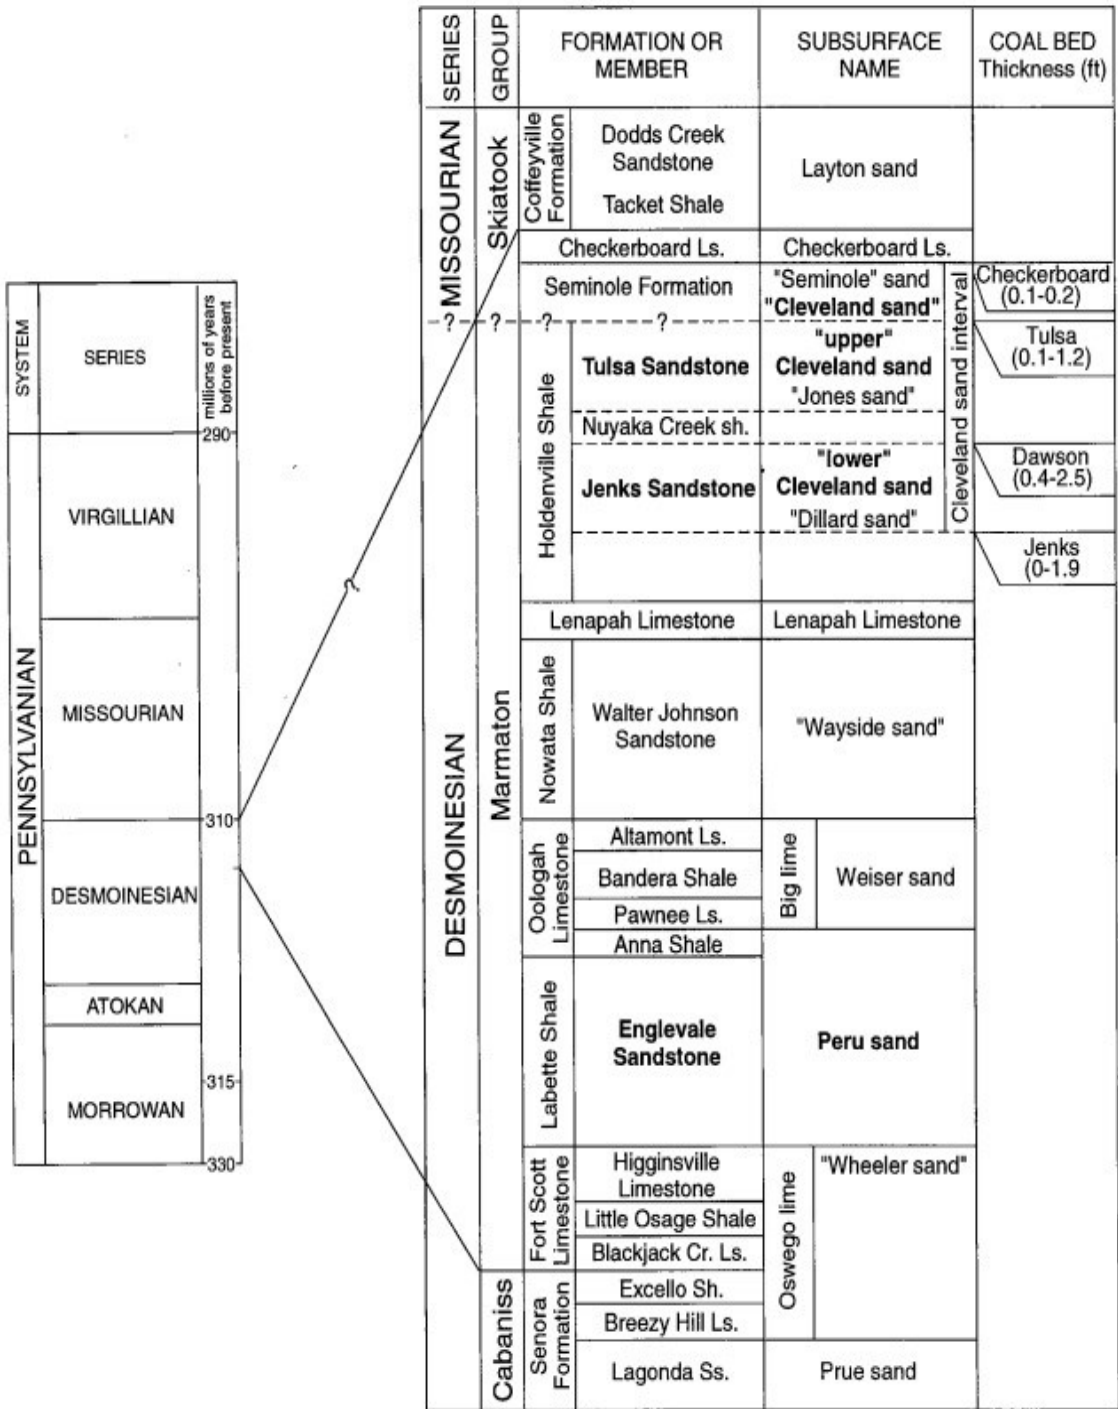 SYSTEM
SERIES
millions of years
before present
290
VIRGILLIAN
MISSOURIAN
310
DESMOINESIAN
ATOKAN
315
MORROWAN
330
PENNSYLVANIAN
?
SERIES
GROUP
FORMATION OR
MEMBER
SUBSURFACE
NAME
COAL BED
Thickness (ft)
MISSOURIAN
Skiatook
Coffeyville
Formation
Dodds Creek
Sandstone
Tacket Shale
Layton sand
Checkerboard Ls.
Checkerboard Ls.
Seminole Formation
"Seminole" sand
"Cleveland sand"
Cleveland sand interval
Checkerboard
(0.1-0.2)
?
?
?
?
DESMOINESIAN
Marmaton
Holdenville Shale
Tulsa Sandstone
"upper"
Cleveland sand
"Jones sand"
Tulsa
(0.1-1.2)
Nuyaka Creek sh.
Jenks Sandstone
"lower"
Cleveland sand
"Dillard sand"
Dawson
(0.4-2.5)
Jenks
(0-1.9
Lenapah Limestone
Lenapah Limestone
Nowata Shale
Walter Johnson
Sandstone
"Wayside sand"
Oologah
Limestone
Altamont Ls.
Bandera Shale
Pawnee Ls.
Anna Shale
Big lime
Weiser sand
Labette Shale
Englevale
Sandstone
Peru sand
Fort Scott
Limestone
Higginsville
Limestone
Little Osage Shale
Blackjack Cr. Ls.
Oswego lime
"Wheeler sand"
Cabaniss
Senora
Formation
Excello Sh.
Breezy Hill Ls.
Lagonda Ss.
Prue sand